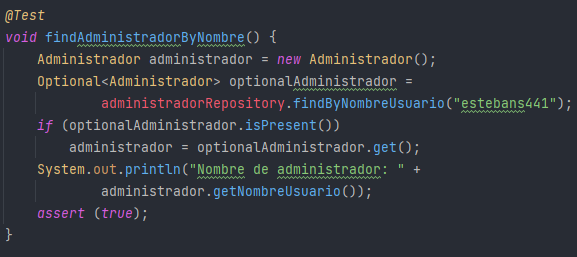 @Test
void findAdministradorByNombre() {
    Administrador administrador = new Administrador();
    Optional<Administrador> optionalAdministrador =
            administradorRepository.findByNombreUsuario("estebans441");
    if (optionalAdministrador.isPresent())
        administrador = optionalAdministrador.get();
    System.out.println("Nombre de administrador: " +
            administrador.getNombreUsuario());
    assert (true);
}